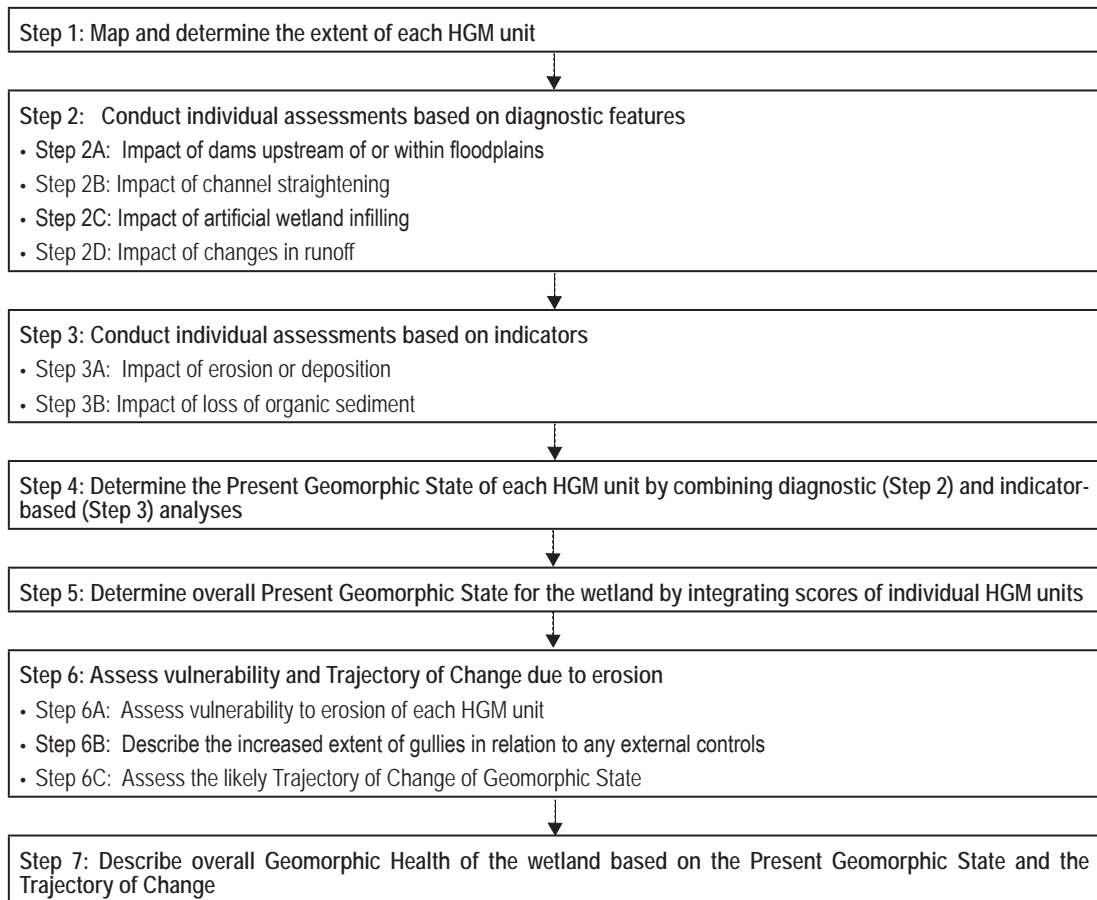 Step 1: Map and determine the extent of each HGM unit
Step 2: Conduct individual assessments based on diagnostic features
• Step 2A: Impact of dams upstream of or within floodplains
• Step 2B: Impact of channel straightening
• Step 2C: Impact of artificial wetland infilling
• Step 2D: Impact of changes in runoff
Step 3: Conduct individual assessments based on indicators
• Step 3A: Impact of erosion or deposition
• Step 3B: Impact of loss of organic sediment
Step 4: Determine the Present Geomorphic State of each HGM unit by combining diagnostic (Step 2) and indicator-
based (Step 3) analyses
Step 5: Determine overall Present Geomorphic State for the wetland by integrating scores of individual HGM units
Step 6: Assess vulnerability and Trajectory of Change due to erosion
• Step 6A: Assess vulnerability to erosion of each HGM unit
• Step 6B: Describe the increased extent of gullies in relation to any external controls
• Step 6C: Assess the likely Trajectory of Change of Geomorphic State
Step 7: Describe overall Geomorphic Health of the wetland based on the Present Geomorphic State and the
Trajectory of Change